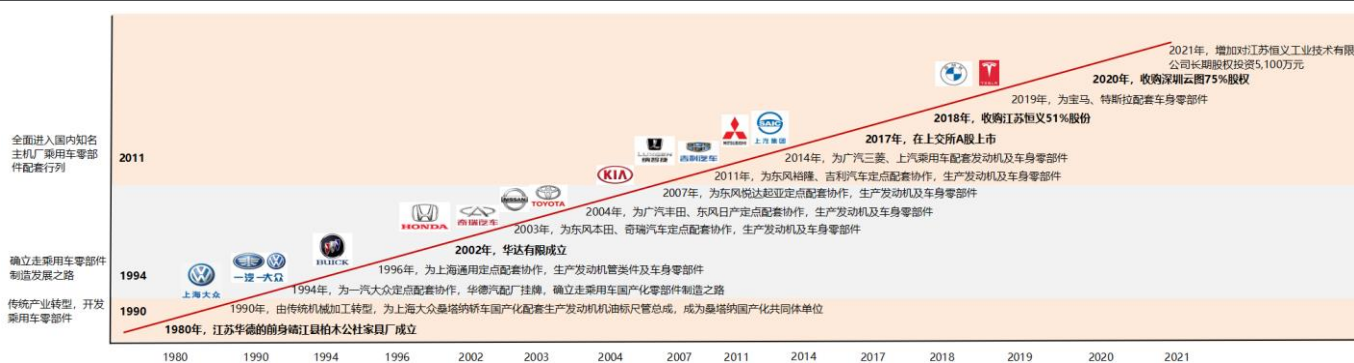 2021年，增加对江苏恒义工业技术有限
公司长期股权投资5,100万元
2020年，收购深圳云图75%股权
2019年，为宝马、特斯拉配套车身零部件
2018年，收购江苏恒义51%股份
全面进入国内知名
主机厂乘用车零部
件配套行列
2011
2017年，在上交所A股上市
2014年，为广汽三菱、上汽乘用车配套发动机及车身零部件
2011年，为东风裕隆、吉利汽车定点配套协作，生产发动机及车身零部件
2007年，为东风悦达起亚定点配套协作，生产发动机及车身零部件
2004年，为广汽丰田、东风日产定点配套协作，生产发动机及车身零部件
2003年，为东风本田、奇瑞汽车定点配套协作，生产发动机及车身零部件
2002年，华达有限成立
确立走乘用车零部件
制造发展之路
1994
1996年，为上海通用定点配套协作，生产发动机管类件及车身零部件
1994年，为一汽大众定点配套协作，华德汽配厂挂牌，确立走乘用车国产化零部件制造之路
传统产业转型，开发
乘用车零部件
1990
1990年，由传统机械加工转型，为上海大众桑塔纳轿车国产化配套生产发动机机油标尺管总成，成为桑塔纳国产化共同体单位
1980年，江苏华德的前身靖江县柏木公社家具厂成立
上海大众
一汽-大众
BUICK
HONDA
奇瑞汽车
NISSAN
TOYOTA
KIA
LUXGEN
纳智捷
吉利汽车
MITSUBISHI
SAIC
上汽集团
TESLA
1980 1990 1994 1996 2002 2003 2004 2007 2011 2014 2017 2018 2019 2020 2021